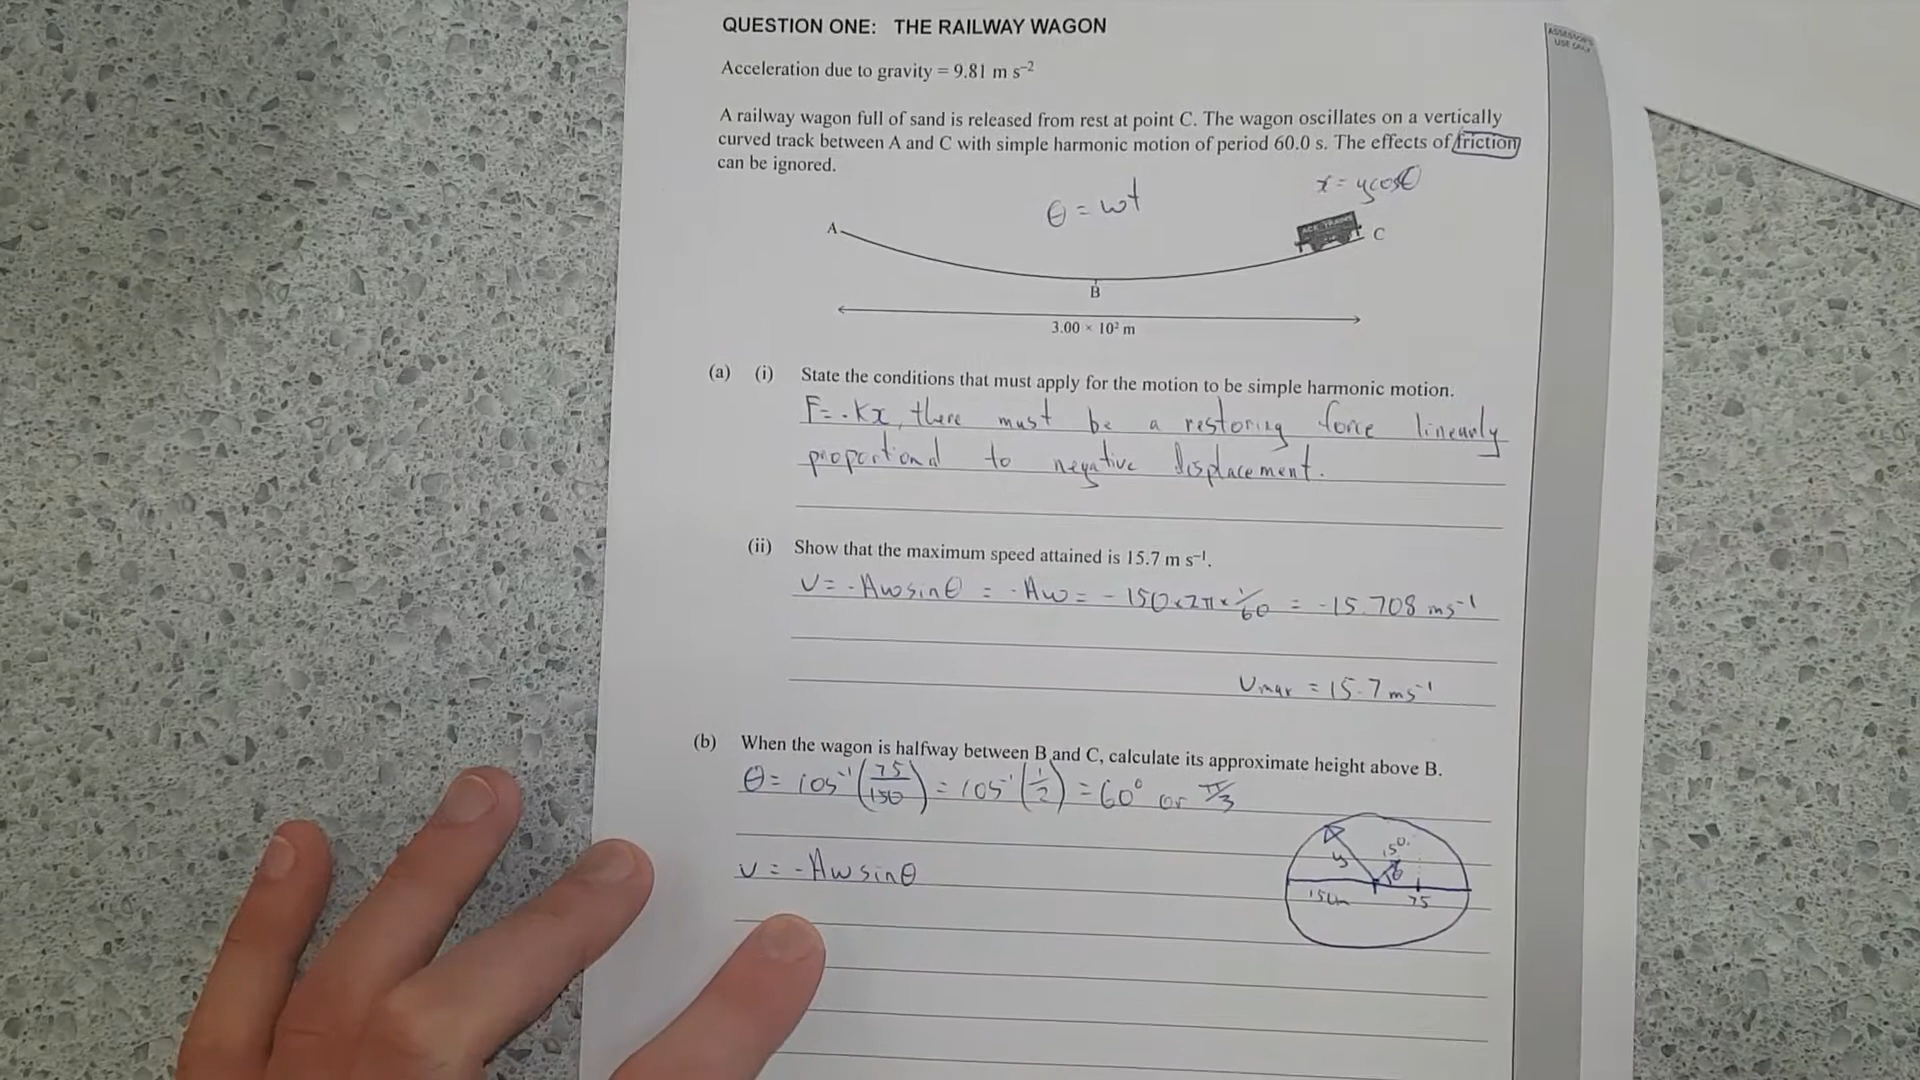 QUESTION ONE: THE RAILWAY WAGON
ASSESSOR'S
USE ONLY
Acceleration due to gravity = 9.81 m s⁻²
A railway wagon full of sand is released from rest at point C. The wagon oscillates on a vertically
curved track between A and C with simple harmonic motion of period 60.0 s. The effects of friction
can be ignored.
x = y cos θ
θ = ωt
A
ACE TRAINS
C
B
3.00 × 10² m
(a) (i) State the conditions that must apply for the motion to be simple harmonic motion.
F = -kx, there must be a restoring force linearly
proportional to negative displacement.
(ii) Show that the maximum speed attained is 15.7 m s⁻¹.
v = -Aωsinθ = -Aω = -150×2π×1/60 = -15.708 ms⁻¹
Vmax = 15.7 ms⁻¹
(b) When the wagon is halfway between B and C, calculate its approximate height above B.
θ = cos⁻¹(75/150) = cos⁻¹(1/2) = 60° or π/3
v = -Aωsinθ
y
150
θ
75